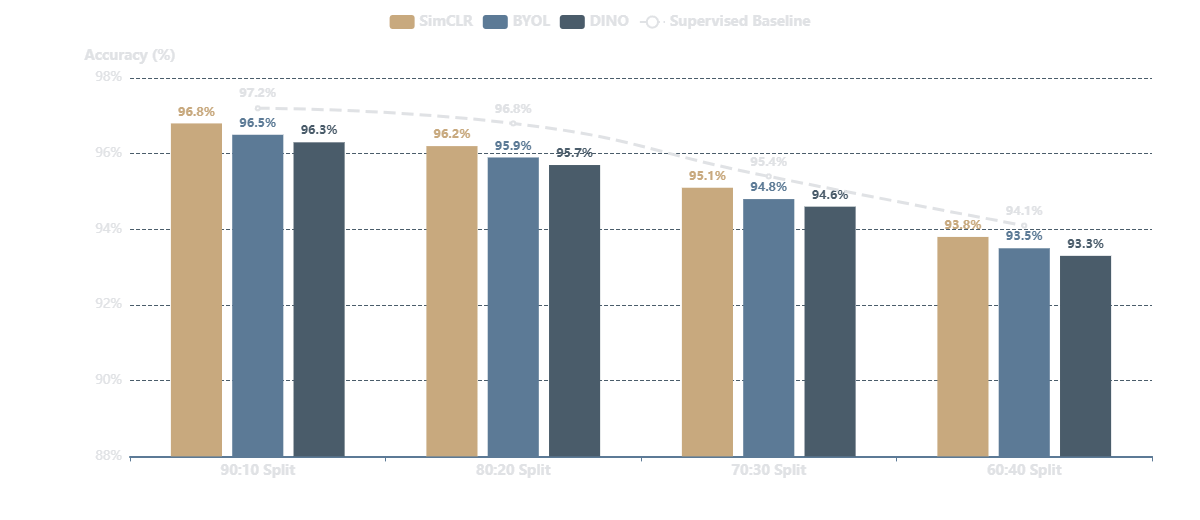 SimCLR BYOL DINO Supervised Baseline
Accuracy (%)
98%
97.2%
96.8% 96.5% 96.3%
96.8%
96.2% 95.9% 95.7%
96%
95.4%
95.1% 94.8% 94.6%
94.1%
94%
93.8% 93.5% 93.3%
92%
90%
88%
90:10 Split 80:20 Split 70:30 Split 60:40 Split